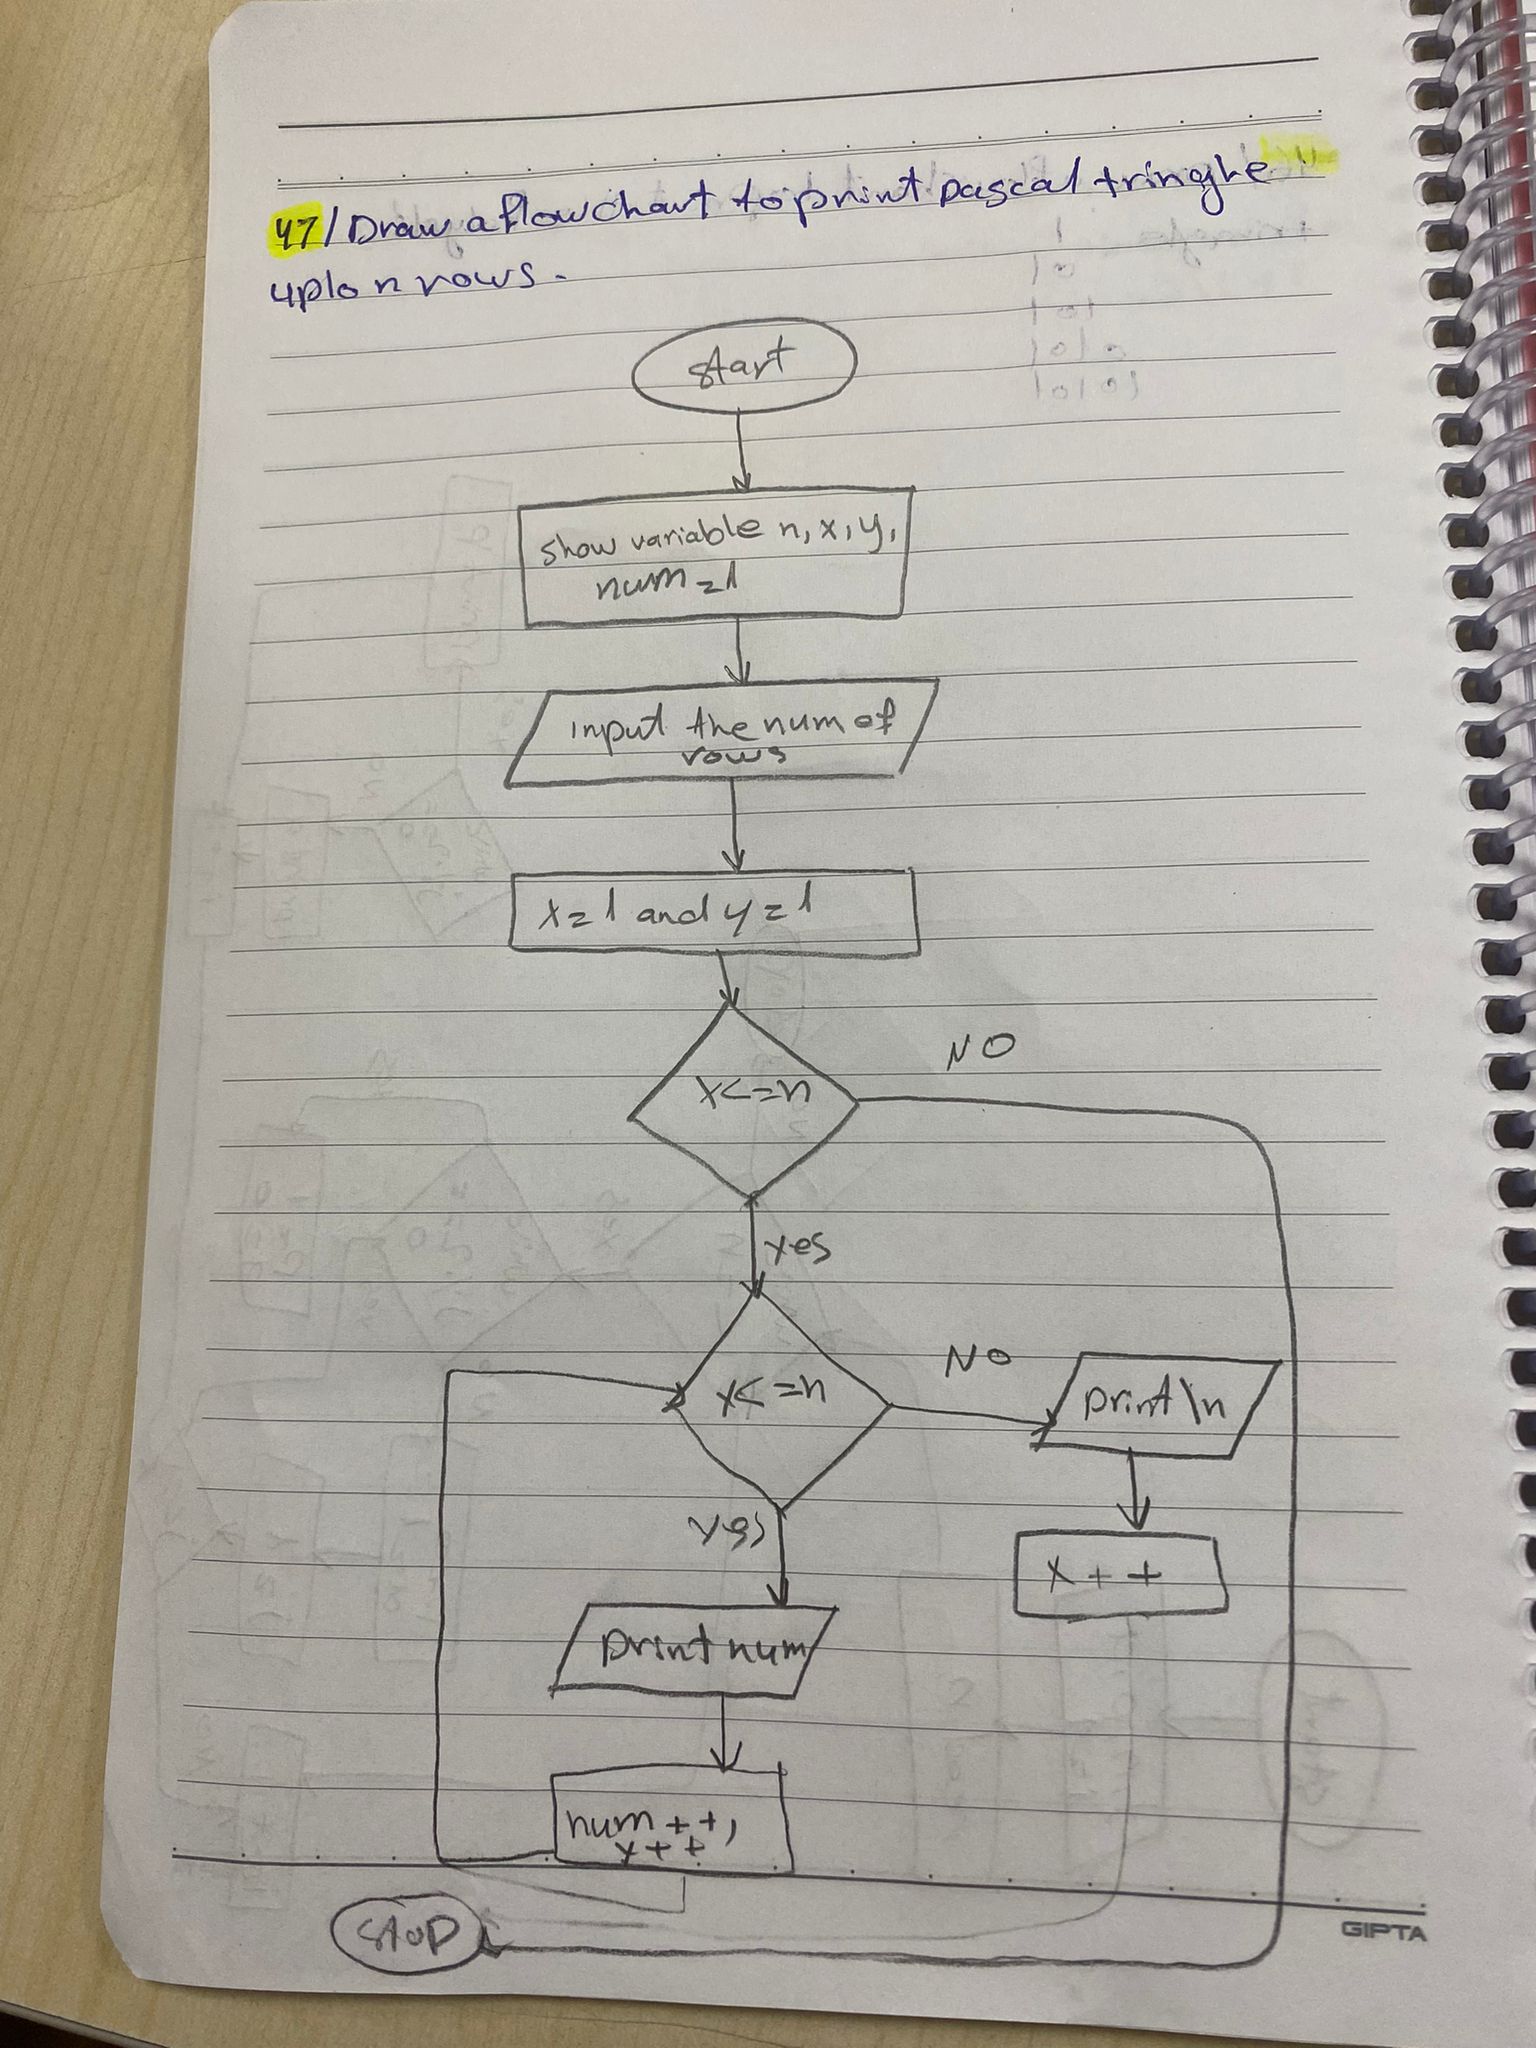 47/ Draw a flowchart to print pascal tringhe
upto n rows.
start
show variable n, x, y,
num=1
input the num of
rows
x=1 and y=1
NO
x<=n
yes
NO
x<=n
print \n
yes
x++
print num
num++,
y++
stop
GIPTA